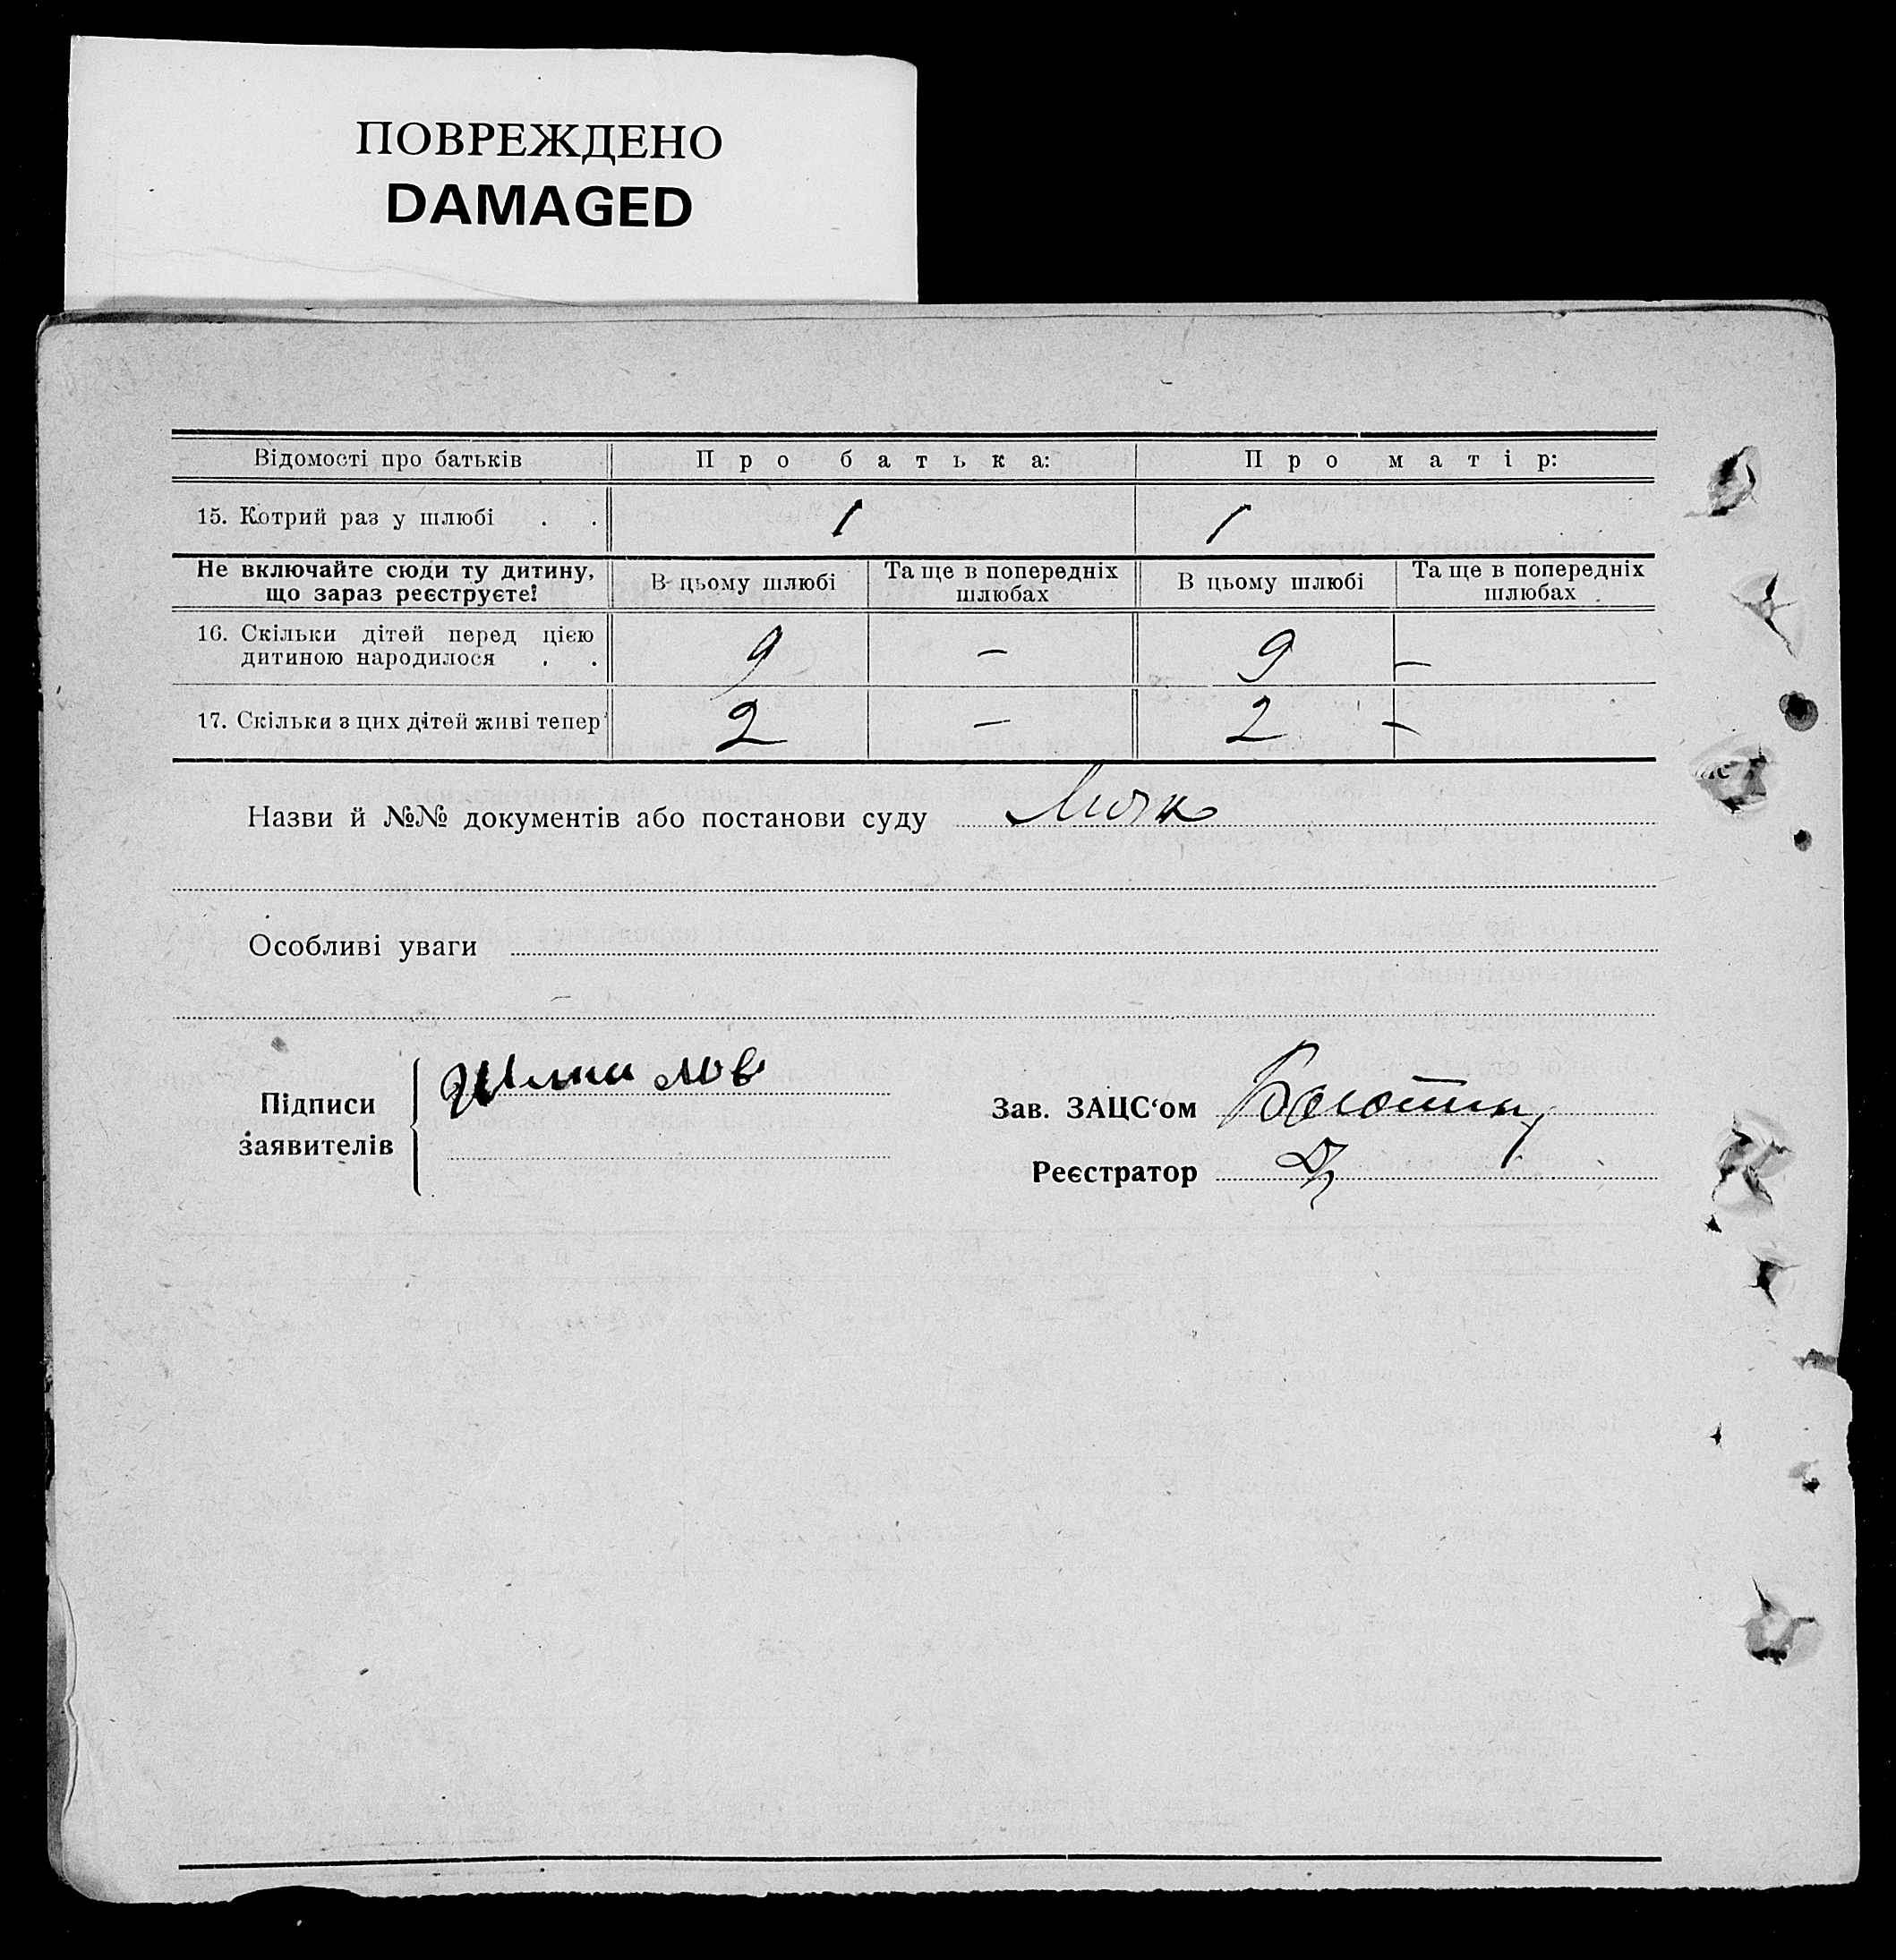 ПОВРЕЖДЕНО
DAMAGED
Відомості про батьків Про батька: Про матір:
15. Котрий раз у шлюбі . . 1 1
Не включайте сюди ту дитину, що зараз реєструєте! В цьому шлюбі Та ще в попередніх шлюбах В цьому шлюбі Та ще в попередніх шлюбах
16. Скільки дітей перед цією дитиною народилося . . 9 — 9 —
17. Скільки з цих дітей живі тепер 2 — 2 —
Назви й №№ документів або постанови суду
Особливі уваги
Підписи заявителів
Зав. ЗАЦС‘ом
Реєстратор